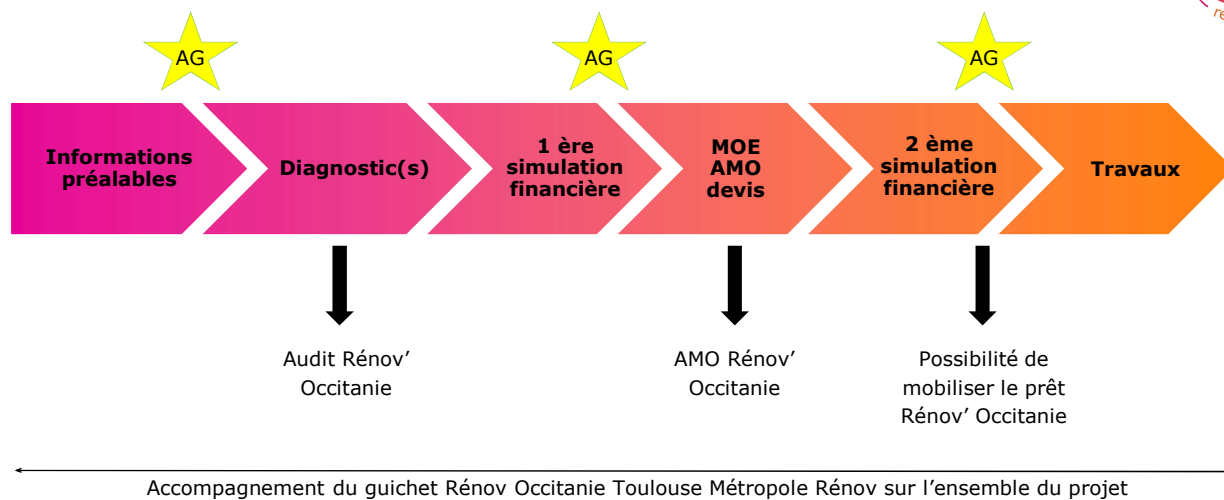 AG
AG
AG
Informations
préalables
Diagnostic(s)
1 ère
simulation
financière
MOE
AMO
devis
2 ème
simulation
financière
Travaux
Audit Rénov’
Occitanie
AMO Rénov’
Occitanie
Possibilité de
mobiliser le prêt
Rénov’ Occitanie
Accompagnement du guichet Rénov Occitanie Toulouse Métropole Rénov sur l’ensemble du projet